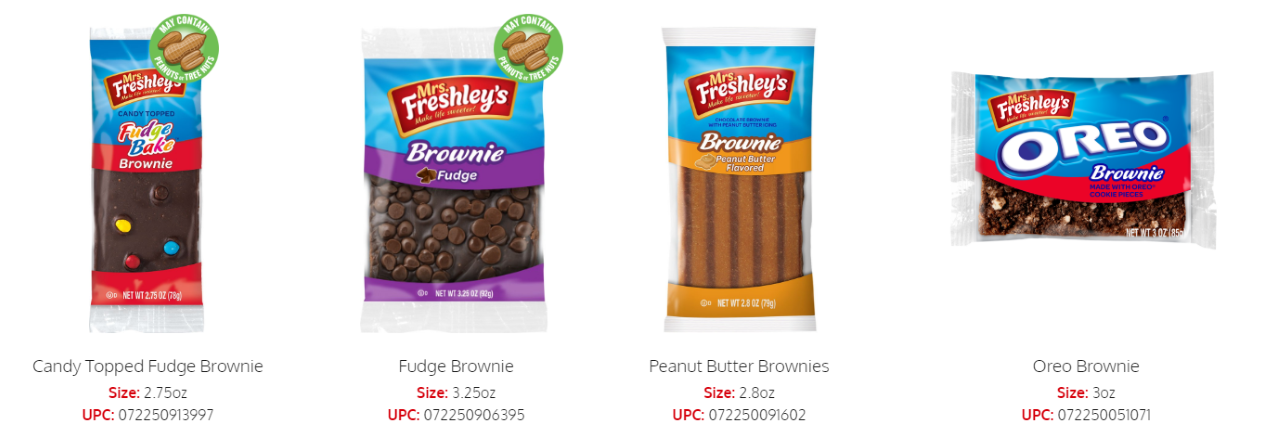 MAY CONTAIN
PEANUTS or TREE NUTS
Mrs.
Freshley's
Make life sweeter!
CANDY TOPPED
Fudge
Bake
Brownie
NET WT 2.75 OZ (78g)
Candy Topped Fudge Brownie
Size: 2.75oz
UPC: 072250913997
MAY CONTAIN
PEANUTS or TREE NUTS
Mrs.
Freshley's
Make life sweeter!
Brownie
Fudge
NET WT 3.25 OZ (92g)
Fudge Brownie
Size: 3.25oz
UPC: 072250906395
Mrs.
Freshley's
Make life sweeter!
CHOCOLATE BROWNIE
WITH PEANUT BUTTER ICING
Brownie
Peanut Butter
Flavored
NET WT 2.8 OZ (79g)
Peanut Butter Brownies
Size: 2.8oz
UPC: 072250091602
Mrs.
Freshley's
Make life sweeter!
OREO
Brownie
MADE WITH OREO
COOKIE PIECES
NET WT 3 OZ (85g)
Oreo Brownie
Size: 3oz
UPC: 072250051071